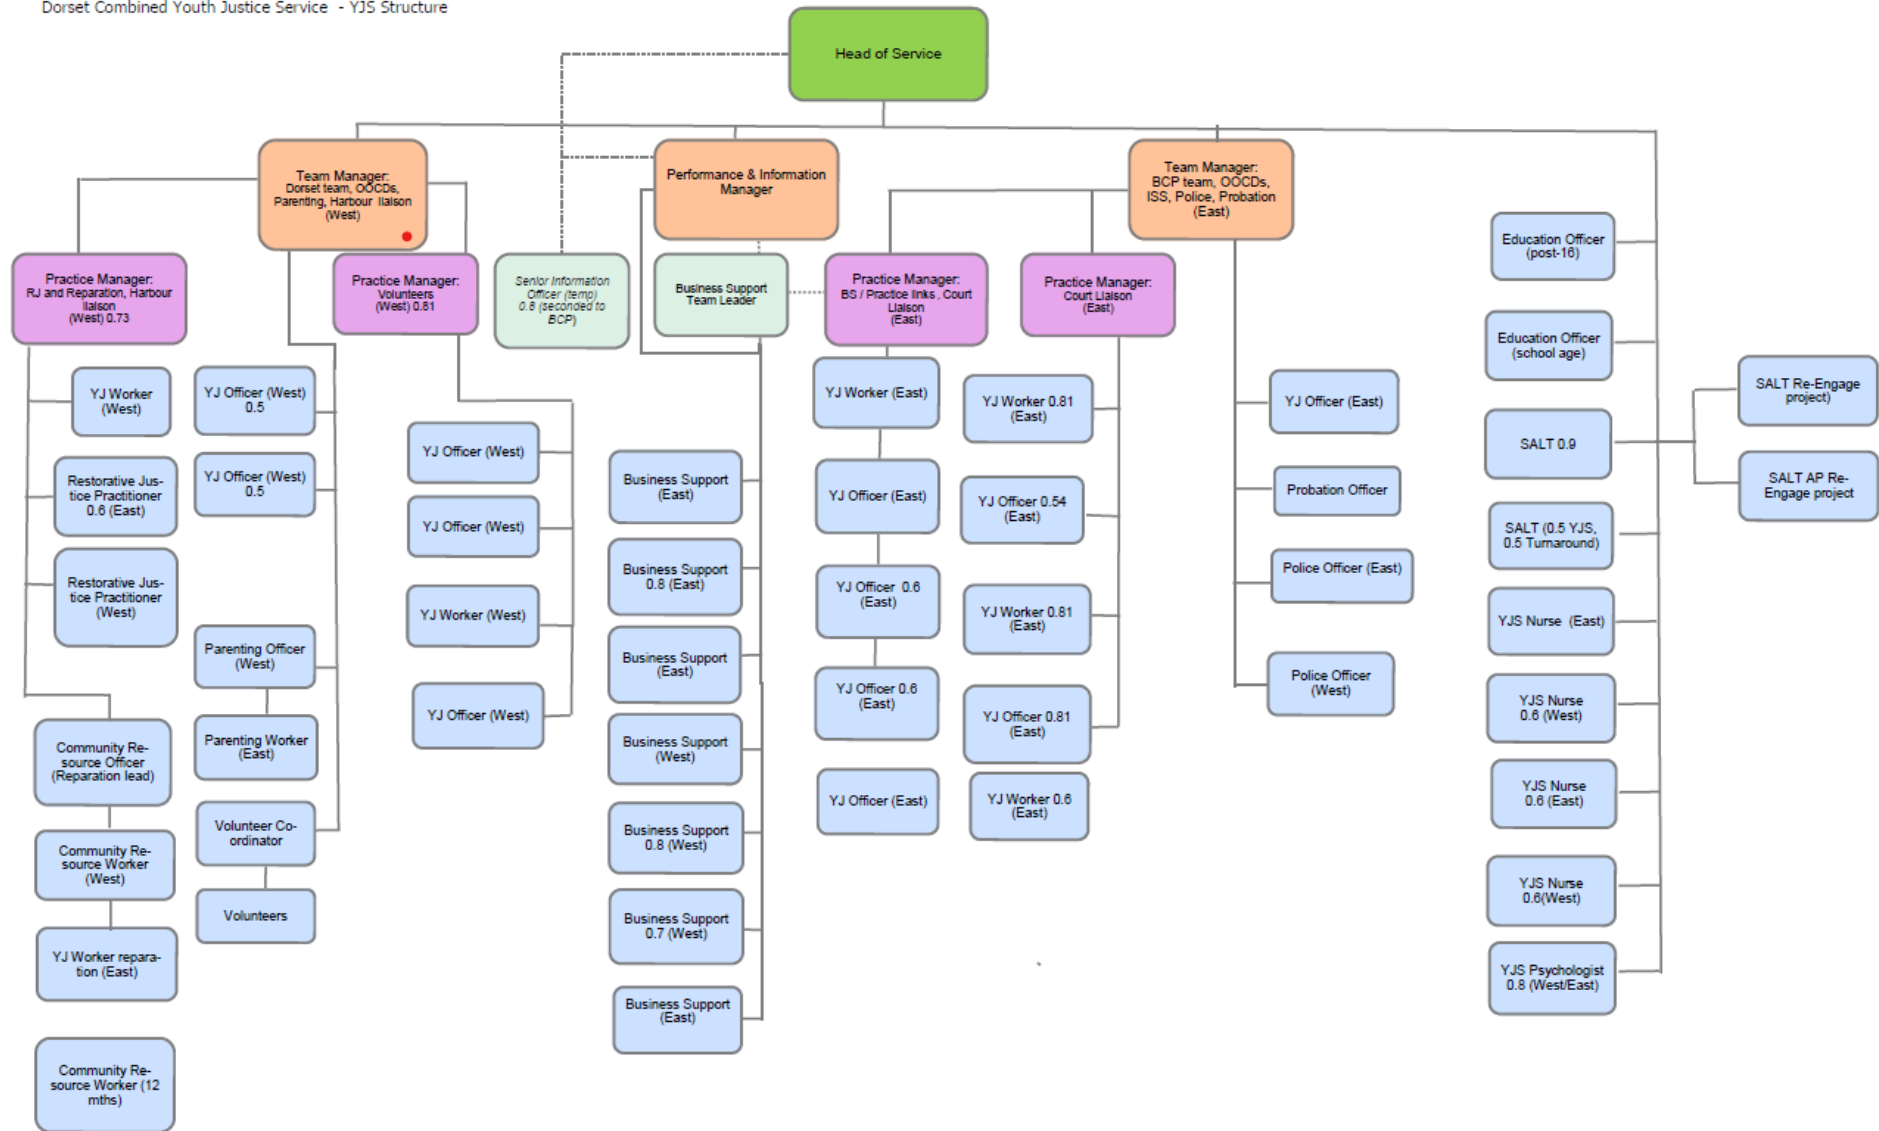 Dorset Combined Youth Justice Service - YJS Structure
Head of Service
Team Manager:
Dorset team, OOCDs,
Parenting, Harbour liaison
(West)
Performance & Information
Manager
Team Manager:
BCP team, OOCDs,
ISS, Police, Probation
(East)
Practice Manager:
RJ and Reparation, Harbour
liaison
(West) 0.73
Practice Manager:
Volunteers
(West) 0.81
Senior Information
Officer (temp)
0.8 (seconded to
BCP)
Business Support
Team Leader
Practice Manager:
BS / Practice links , Court
Liaison
(East)
Practice Manager:
Court Liaison
(East)
YJ Worker
(West)
Restorative Jus-
tice Practitioner
0.6 (East)
Restorative Jus-
tice Practitioner
(West)
Community Re-
source Officer
(Reparation lead)
Community Re-
source Worker
(West)
YJ Worker repara-
tion (East)
Community Re-
source Worker (12
mths)
YJ Officer (West)
0.5
YJ Officer (West)
0.5
Parenting Officer
(West)
Parenting Worker
(East)
Volunteer Co-
ordinator
Volunteers
YJ Officer (West)
YJ Officer (West)
YJ Worker (West)
YJ Officer (West)
Business Support
(East)
Business Support
0.8 (East)
Business Support
(East)
Business Support
(West)
Business Support
0.8 (West)
Business Support
0.7 (West)
Business Support
(East)
YJ Worker (East)
YJ Officer (East)
YJ Officer 0.6
(East)
YJ Officer 0.6
(East)
YJ Officer (East)
YJ Worker 0.81
(East)
YJ Officer 0.54
(East)
YJ Worker 0.81
(East)
YJ Officer 0.81
(East)
YJ Worker 0.6
(East)
YJ Officer (East)
Probation Officer
Police Officer (East)
Police Officer
(West)
Education Officer
(post-16)
Education Officer
(school age)
SALT 0.9
SALT (0.5 YJS,
0.5 Turnaround)
YJS Nurse (East)
YJS Nurse
0.6 (West)
YJS Nurse
0.6 (East)
YJS Nurse
0.6(West)
YJS Psychologist
0.8 (West/East)
SALT Re-Engage
project)
SALT AP Re-
Engage project